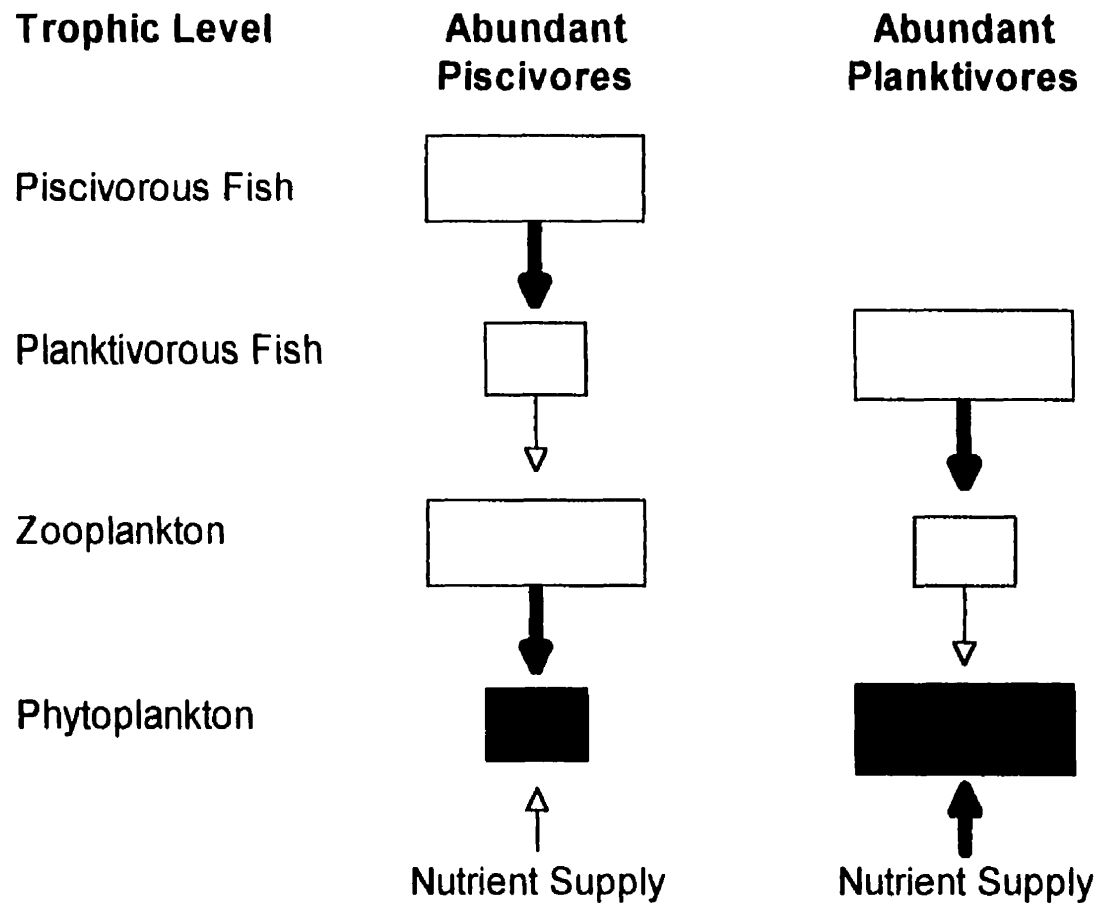 Trophic Level
Abundant
Piscivores
Abundant
Planktivores
Piscivorous Fish
Planktivorous Fish
Zooplankton
Phytoplankton
Nutrient Supply
Nutrient Supply